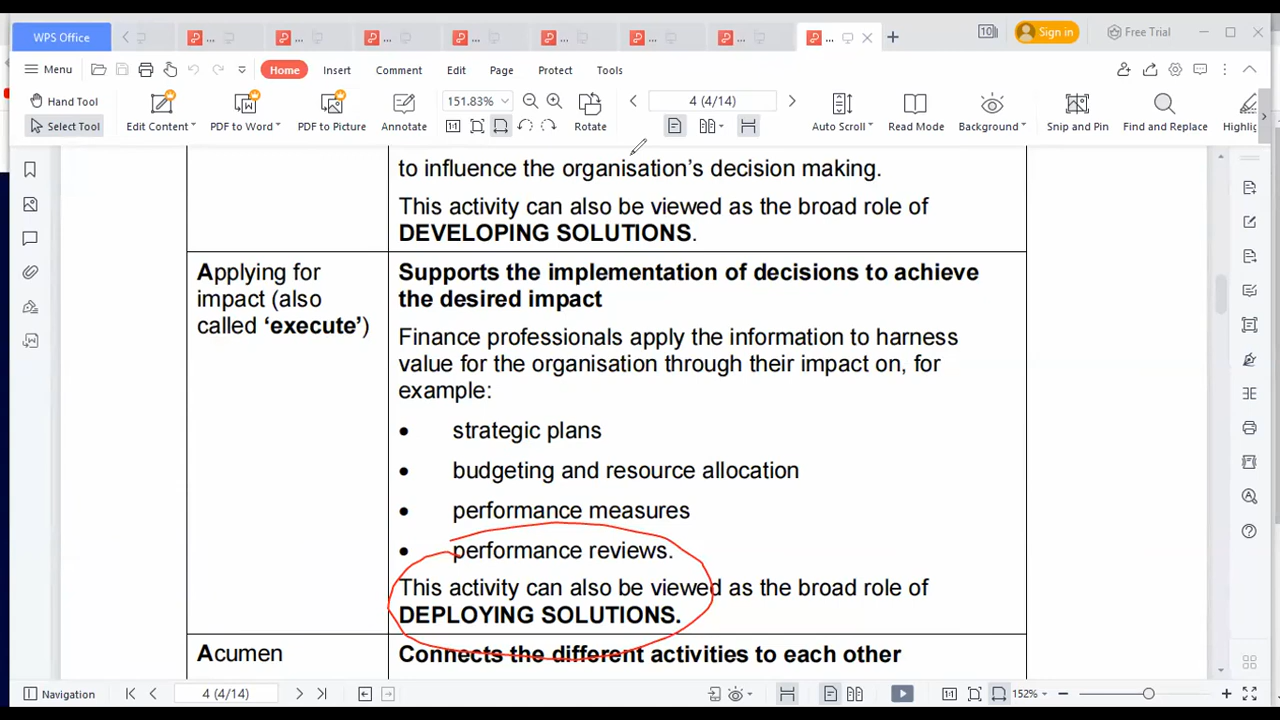 WPS Office
...
...
...
...
...
...
...
...
10
Sign in
Free Trial
Menu
Home
Insert
Comment
Edit
Page
Protect
Tools
Hand Tool
Select Tool
Edit Content
PDF to Word
PDF to Picture
Annotate
151.83%
Rotate
4 (4/14)
Auto Scroll
Read Mode
Background
Snip and Pin
Find and Replace
Highlig
to influence the organisation's decision making.
This activity can also be viewed as the broad role of
DEVELOPING SOLUTIONS.
Applying for
impact (also
called 'execute')
Supports the implementation of decisions to achieve
the desired impact
Finance professionals apply the information to harness
value for the organisation through their impact on, for
example:
• strategic plans
• budgeting and resource allocation
• performance measures
• performance reviews.
This activity can also be viewed as the broad role of
DEPLOYING SOLUTIONS.
Acumen
Connects the different activities to each other
Navigation
4 (4/14)
152%